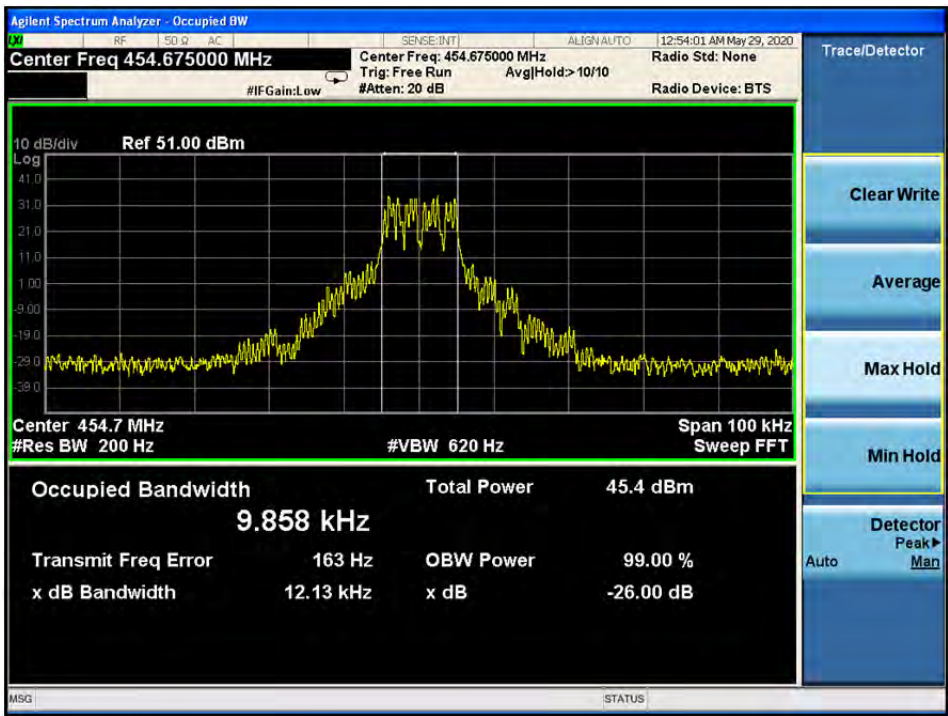 Agilent Spectrum Analyzer - Occupied BW
LXI RF 50 Ω AC SENSE:INT ALIGN AUTO 12:54:01 AM May 29, 2020
Center Freq 454.675000 MHz
Center Freq: 454.675000 MHz Radio Std: None
Trig: Free Run Avg|Hold:> 10/10
#IFGain:Low #Atten: 20 dB Radio Device: BTS
10 dB/div Ref 51.00 dBm
Log
41.0
31.0
21.0
11.0
1.00
-9.00
-19.0
-29.0
-39.0
Center 454.7 MHz Span 100 kHz
#Res BW 200 Hz #VBW 620 Hz Sweep FFT
Occupied Bandwidth Total Power 45.4 dBm
9.858 kHz
Transmit Freq Error 163 Hz OBW Power 99.00 %
x dB Bandwidth 12.13 kHz x dB -26.00 dB
MSG STATUS
Trace/Detector
Clear Write
Average
Max Hold
Min Hold
Detector
Peak▶
Auto Man